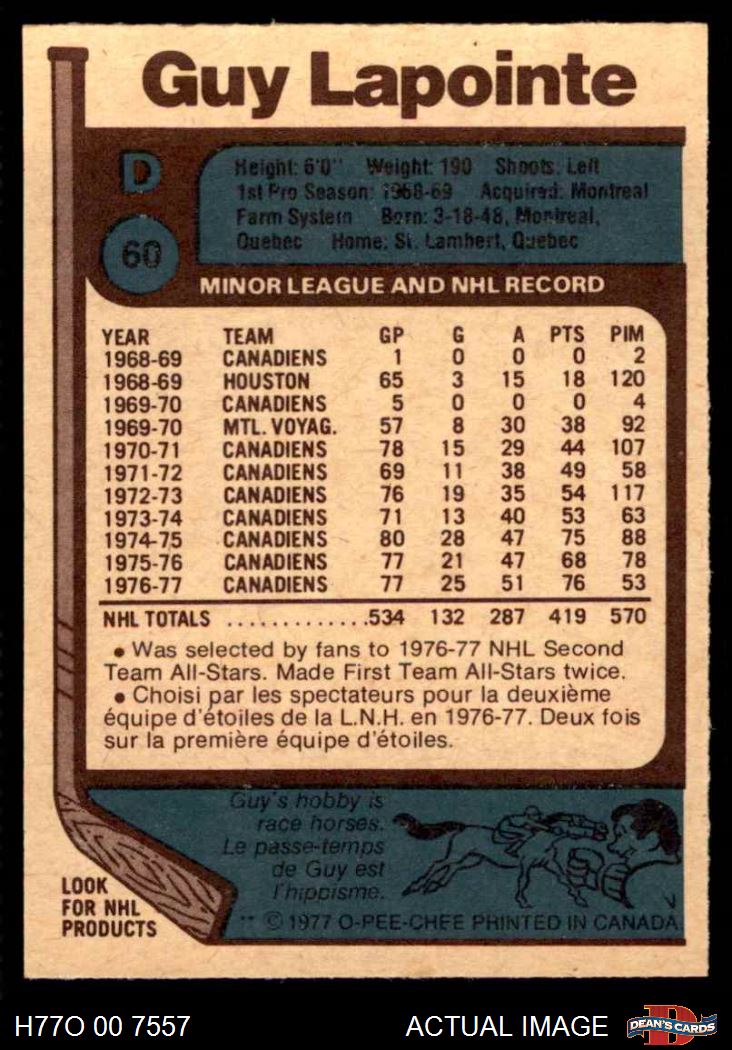 Guy Lapointe
D
60
Height: 6'0" Weight: 190 Shoots: Left
1st Pro Season: 1968-69 Acquired: Montreal
Farm System Born: 3-18-48, Montreal,
Quebec Home: St. Lambert, Quebec
MINOR LEAGUE AND NHL RECORD
YEAR TEAM GP G A PTS PIM
1968-69 CANADIENS 1 0 0 0 2
1968-69 HOUSTON 65 3 15 18 120
1969-70 CANADIENS 5 0 0 0 4
1969-70 MTL. VOYAG. 57 8 30 38 92
1970-71 CANADIENS 78 15 29 44 107
1971-72 CANADIENS 69 11 38 49 58
1972-73 CANADIENS 76 19 35 54 117
1973-74 CANADIENS 71 13 40 53 63
1974-75 CANADIENS 80 28 47 75 88
1975-76 CANADIENS 77 21 47 68 78
1976-77 CANADIENS 77 25 51 76 53
NHL TOTALS .............534 132 287 419 570
• Was selected by fans to 1976-77 NHL Second
Team All-Stars. Made First Team All-Stars twice.
• Choisi par les spectateurs pour la deuxième
équipe d'étoiles de la L.N.H. en 1976-77. Deux fois
sur la première équipe d'étoiles.
Guy's hobby is
race horses.
Le passe-temps
de Guy est
l'hippisme.
LOOK
FOR NHL
PRODUCTS
** © 1977 O-PEE-CHEE PRINTED IN CANADA
H77O 00 7557 ACTUAL IMAGE
D
DEAN'S CARDS